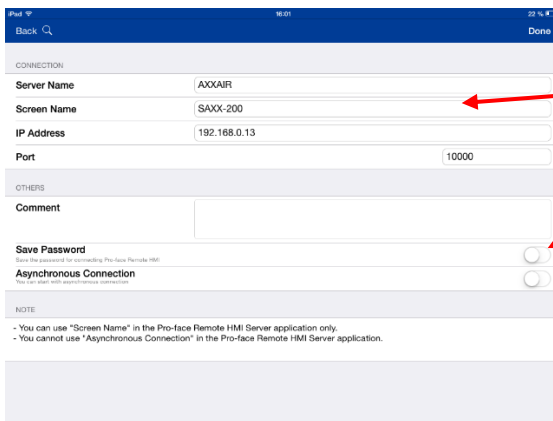 iPad 16:01 22 %
Back Done
CONNECTION
Server Name AXXAIR
Screen Name SAXX-200
IP Address 192.168.0.13
Port 10000
OTHERS
Comment
Save Password
Save the password for connecting Pro-face Remote HMI
Asynchronous Connection
You can start with asynchronous connection
NOTE
- You can use "Screen Name" in the Pro-face Remote HMI Server application only.
- You cannot use "Asynchronous Connection" in the Pro-face Remote HMI Server application.